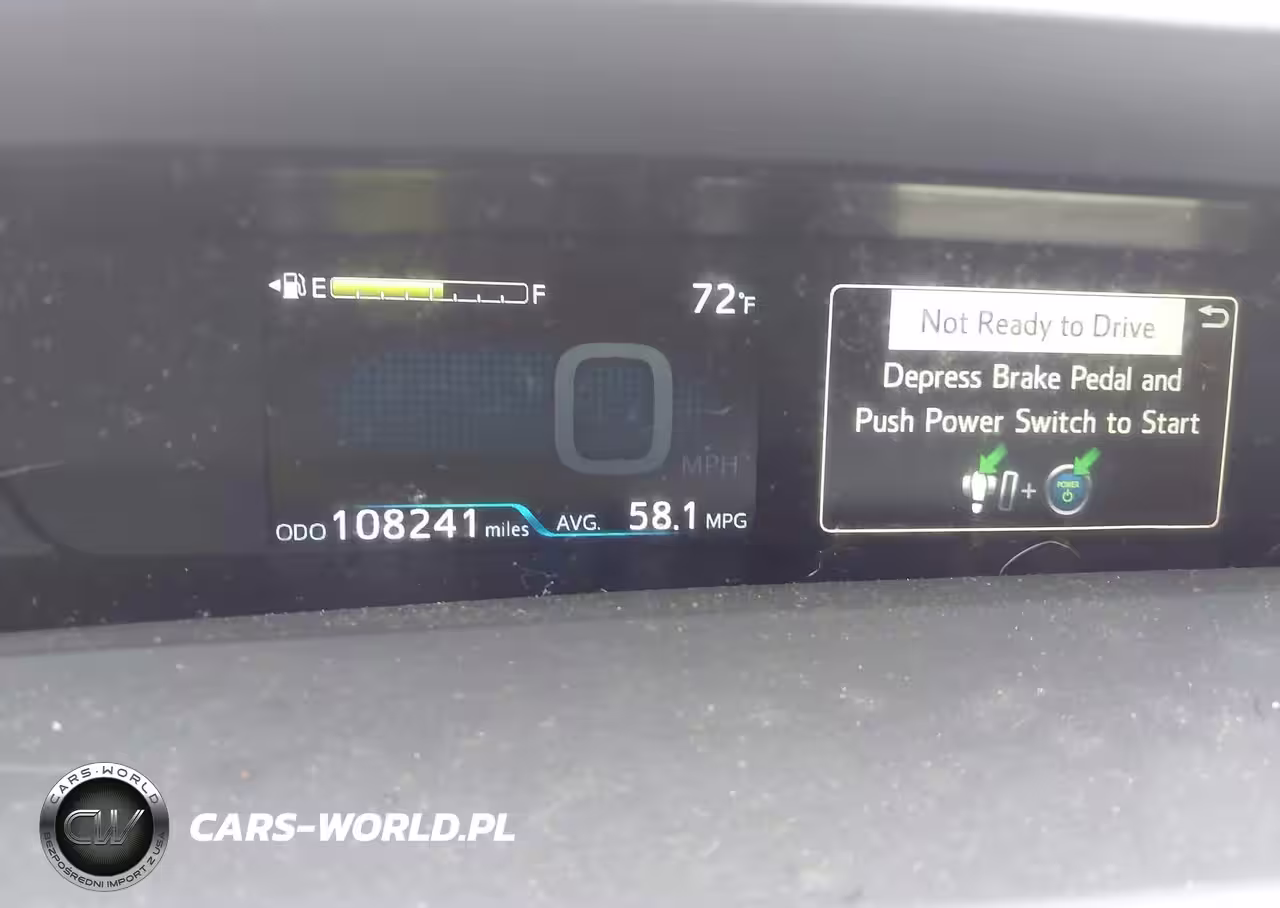 E F 72°F
Not Ready to Drive
Depress Brake Pedal and
Push Power Switch to Start
POWER
0
MPH
ODO 108241 miles AVG. 58.1 MPG
CARS-WORLD
CW
BEZPOŚREDNI IMPORT Z USA
CARS-WORLD.PL